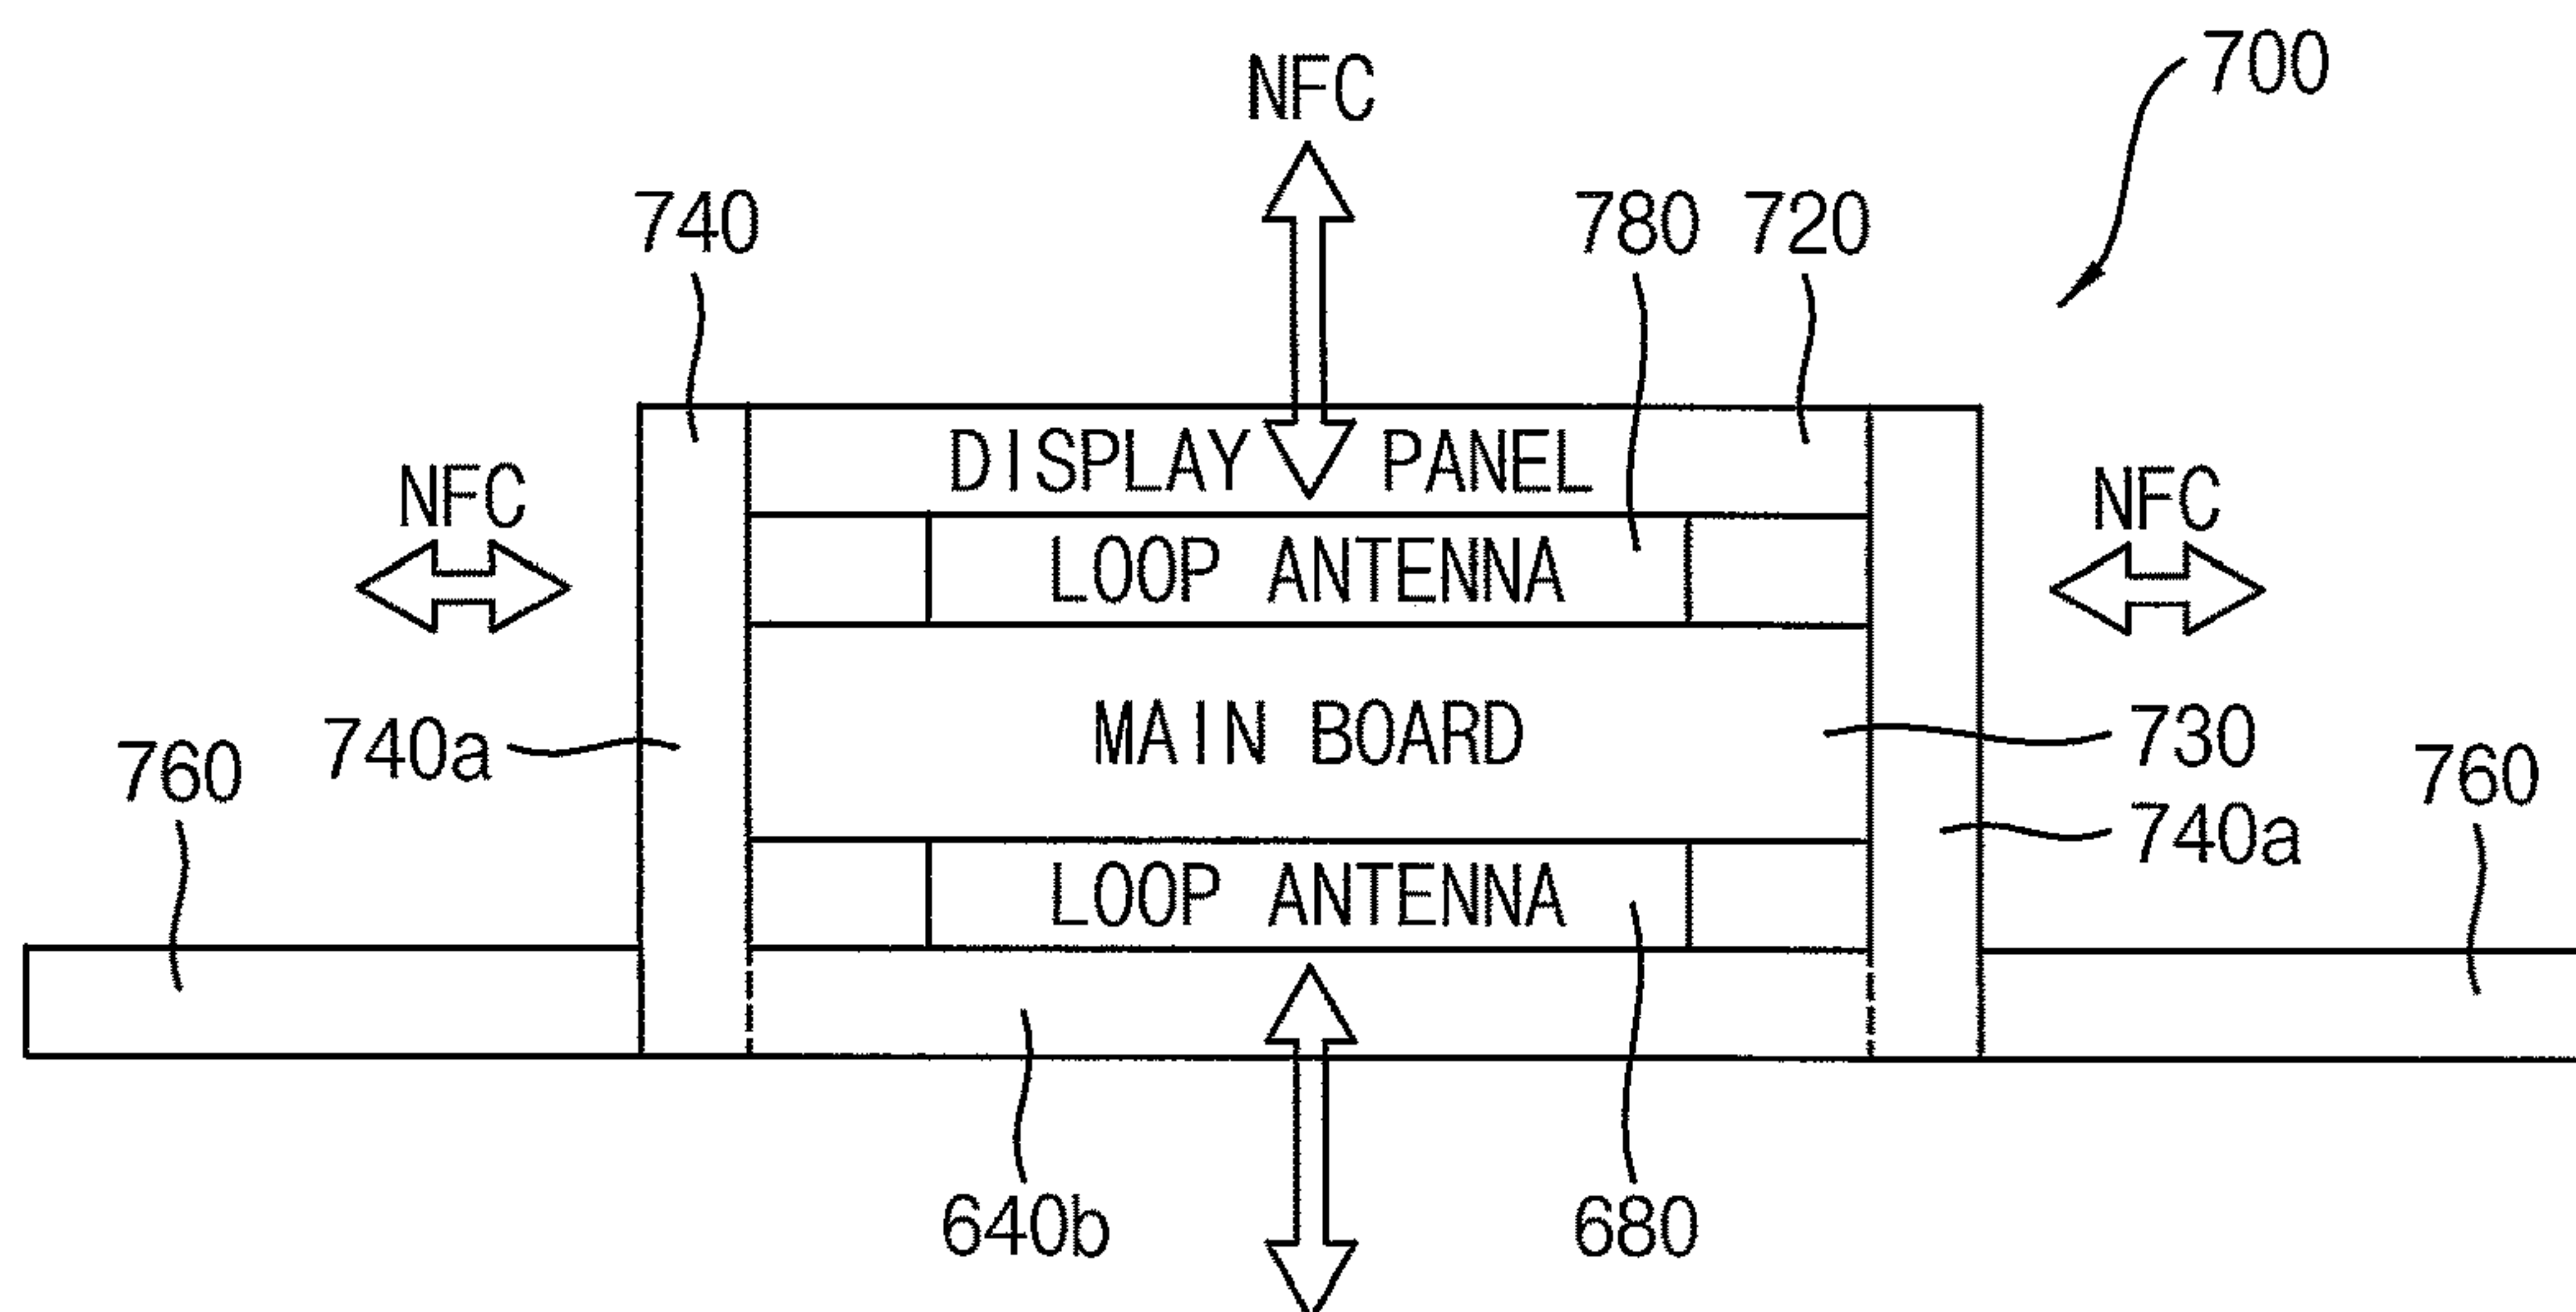 700
NFC
740
780 720
DISPLAY PANEL
NFC
NFC
LOOP ANTENNA
MAIN BOARD
740a
730
760
760
740a
LOOP ANTENNA
640b
680